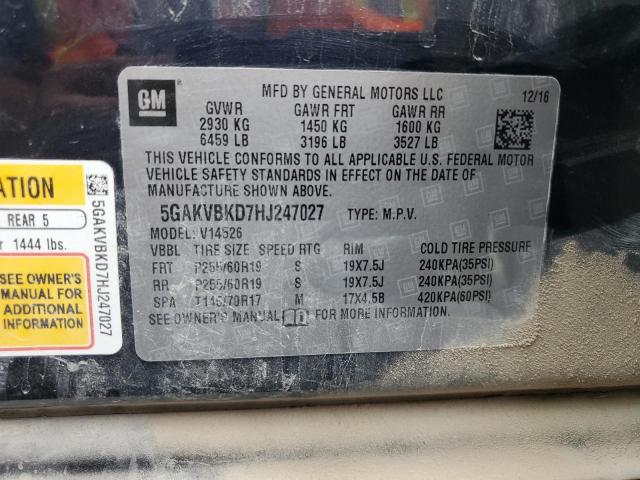 GM
MFD BY GENERAL MOTORS LLC
12/16
GVWR GAWR FRT GAWR RR
2930 KG 1450 KG 1600 KG
6459 LB 3196 LB 3527 LB
THIS VEHICLE CONFORMS TO ALL APPLICABLE U.S. FEDERAL MOTOR
VEHICLE SAFETY STANDARDS IN EFFECT ON THE DATE OF
MANUFACTURE SHOWN ABOVE.
5GAKVBKD7HJ247027 TYPE: M.P.V.
MODEL: V14526
VBBL TIRE SIZE SPEED RTG RIM COLD TIRE PRESSURE
FRT P255/60R19 S 19X7.5J 240KPA(35PSI)
RR P255/60R19 S 19X7.5J 240KPA(35PSI)
SPA T145/70R17 M 17X4.5B 420KPA(60PSI)
SEE OWNER'S MANUAL FOR MORE INFORMATION.
ATION
REAR 5
1444 lbs.
SEE OWNER'S
MANUAL FOR
ADDITIONAL
INFORMATION
5GAKVBKD7HJ247027